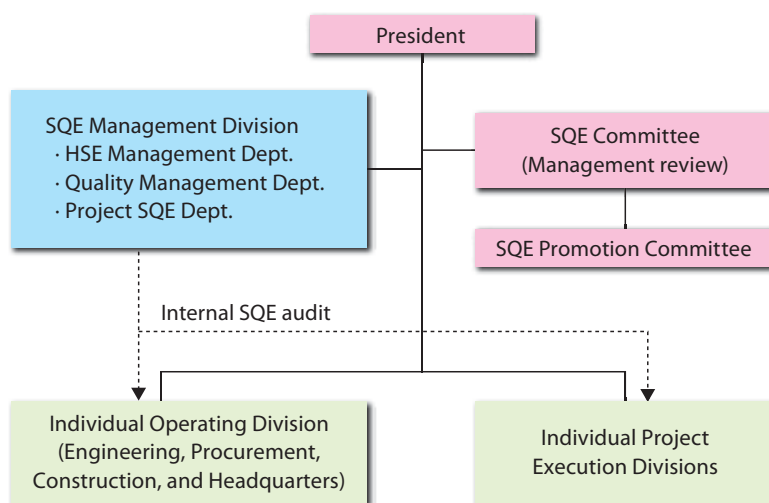 President
SQE Management Division
· HSE Management Dept.
· Quality Management Dept.
· Project SQE Dept.
SQE Committee
(Management review)
SQE Promotion Committee
Internal SQE audit
Individual Operating Division
(Engineering, Procurement,
Construction, and Headquarters)
Individual Project
Execution Divisions